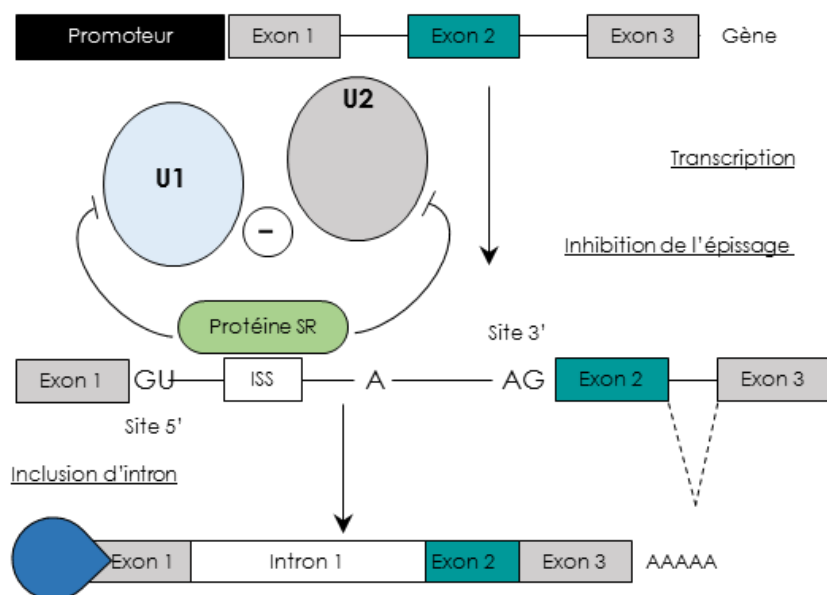 Promoteur Exon 1 Exon 2 Exon 3 Gène
U2
U1
Transcription
−
Inhibition de l'épissage
Protéine SR
Site 3'
Exon 1 GU ISS A AG Exon 2 Exon 3
Site 5'
Inclusion d'intron
Exon 1 Intron 1 Exon 2 Exon 3 AAAAA